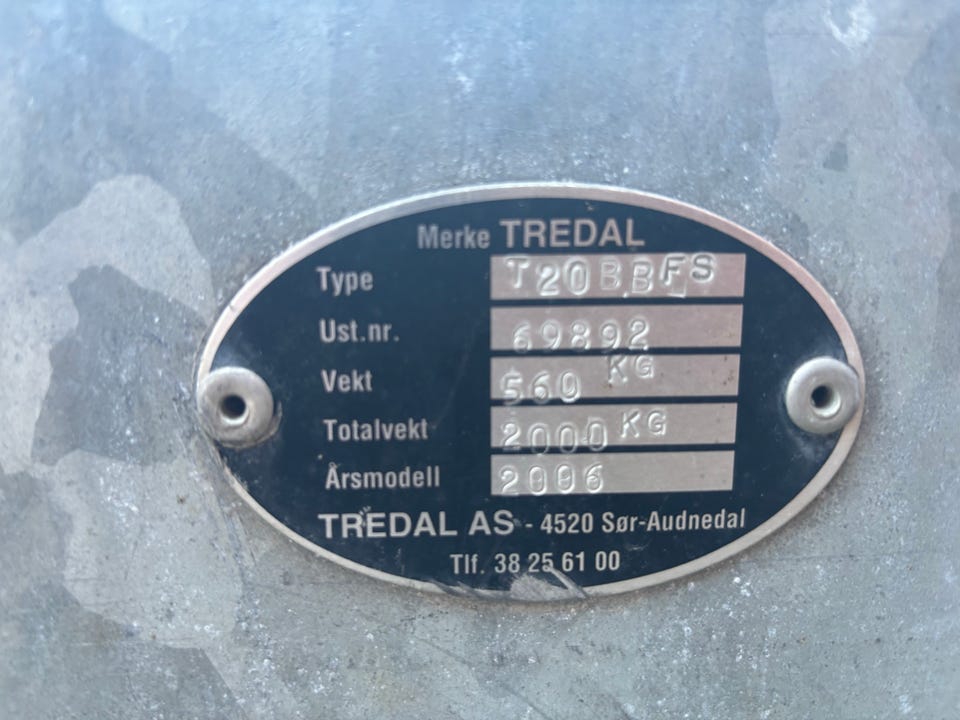 Merke TREDAL
Type T20BBFS
Ust.nr. 69892
Vekt 560 KG
Totalvekt 2000 KG
Årsmodell 2006
TREDAL AS - 4520 Sør-Audnedal
Tlf. 38 25 61 00